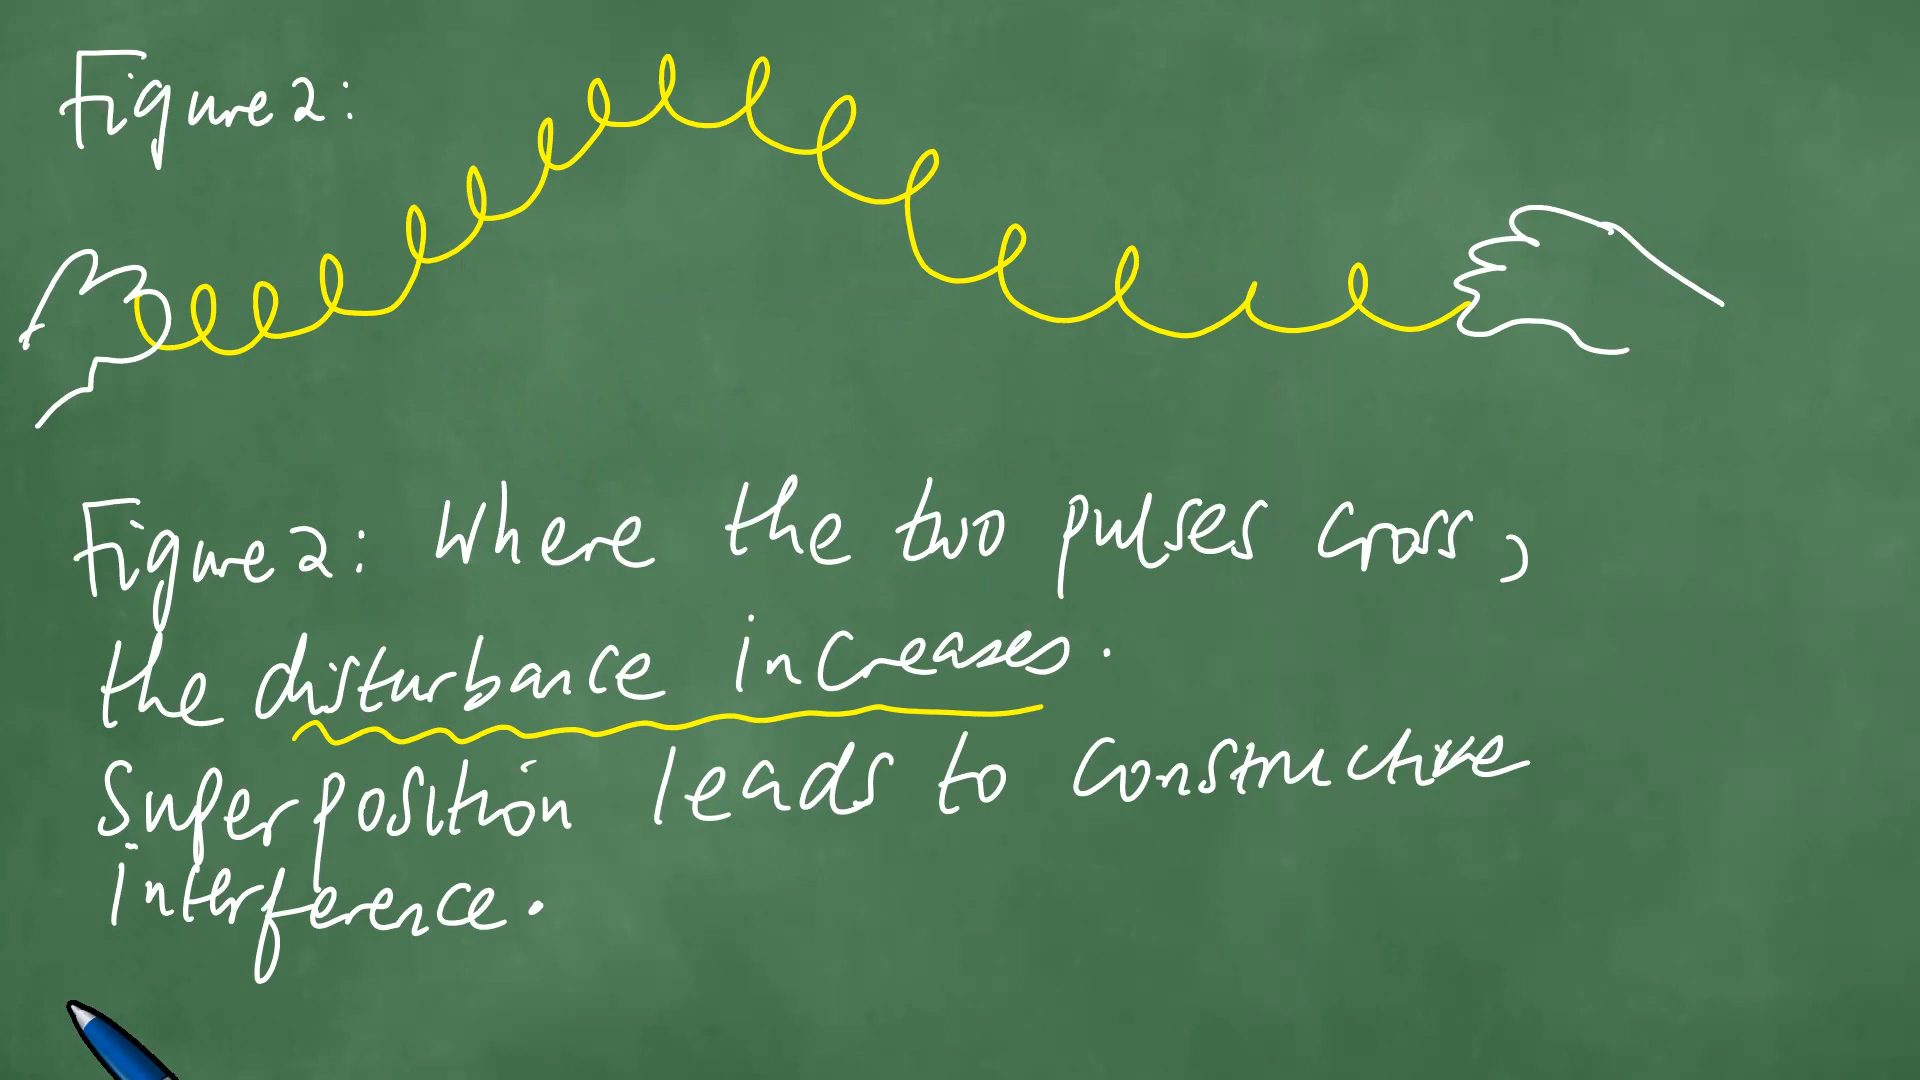 Figure 2:
Figure 2: Where the two pulses cross,
the disturbance increases.
Superposition leads to constructive
interference.